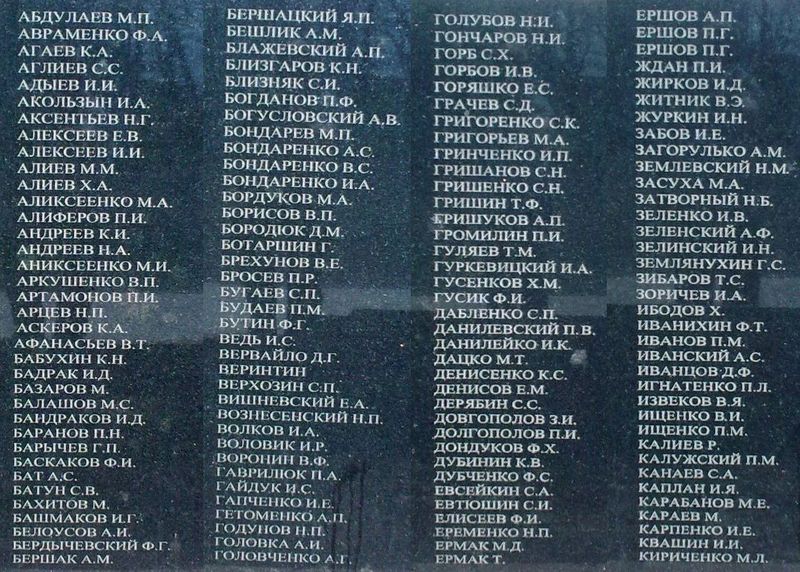 АБДУЛАЕВ М.П.
АВРАМЕНКО Ф.А.
АГАЕВ К.А.
АГЛИЕВ С.С.
АДЫЕВ И.И.
АКОЛЬЗЫН И.А.
АКСЕНТЬЕВ Н.Г.
АЛЕКСЕЕВ Е.В.
АЛЕКСЕЕВ И.И.
АЛИЕВ М.М.
АЛИЕВ Х.А.
АЛИКСЕЕНКО М.А.
АЛИФЕРОВ П.И.
АНДРЕЕВ К.И.
АНДРЕЕВ Н.А.
АНИКСЕЕНКО М.И.
АРКУШЕНКО В.П.
АРТАМОНОВ П.И.
АРЦЕВ Н.П.
АСКЕРОВ К.А.
АФАНАСЬЕВ В.Т.
БАБУХИН К.Н.
БАДРАК И.Д.
БАЗАРОВ М.
БАЛАШОВ М.С.
БАНДРАКОВ И.Д.
БАРАНОВ П.Н.
БАРЫЧЕВ Г.П.
БАСКАКОВ Ф.И.
БАТ А.С.
БАТУН С.В.
БАХИТОВ М.
БАШМАКОВ И.Г.
БЕЛОУСОВ А.И.
БЕРДЫЧЕВСКИЙ Ф.Г.
БЕРШАК А.М.
БЕРШАЦКИЙ Я.П.
БЕШЛИК А.М.
БЛАЖЕВСКИЙ А.П.
БЛИЗГАРОВ К.Н.
БЛИЗНЯК С.И.
БОГДАНОВ П.Ф.
БОГУСЛОВСКИЙ А.В.
БОНДАРЕВ М.П.
БОНДАРЕНКО А.С.
БОНДАРЕНКО В.С.
БОНДАРЕНКО И.А.
БОРДУКОВ М.А.
БОРИСОВ В.П.
БОРОДЮК Д.М.
БОТАРШИН Г.
БРЕХУНОВ В.Е.
БРОСЕВ П.Р.
БУГАЕВ С.П.
БУДАЕВ П.М.
БУТИН Ф.Г.
ВЕДЬ И.С.
ВЕРВАЙЛО Д.Г.
ВЕРИНТИН
ВЕРХОЗИН С.П.
ВИШНЕВСКИЙ Е.А.
ВОЗНЕСЕНСКИЙ Н.П.
ВОЛКОВ И.А.
ВОЛОВИК И.Р.
ВОРОНИН В.Ф.
ГАВРИЛЮК П.А.
ГАЙДУК И.С.
ГАПЧЕНКО И.Е.
ГЕТОМЕНКО А.П.
ГОДУНОВ Н.П.
ГОЛОВКА А.И.
ГОЛОВЧЕНКО А.Г.
ГОЛУБОВ Н.И.
ГОНЧАРОВ Н.И.
ГОРБ С.Х.
ГОРБОВ И.В.
ГОРЯШКО Е.С.
ГРАЧЕВ С.Д.
ГРИГОРЕНКО С.К.
ГРИГОРЬЕВ М.А.
ГРИНЧЕНКО И.П.
ГРИШАНОВ С.Н.
ГРИШЕНКО С.Н.
ГРИШИН Т.Ф.
ГРИШУКОВ А.П.
ГРОМИЛИН П.И.
ГУЛЯЕВ Т.М.
ГУРКЕВИЦКИЙ И.А.
ГУСЕНКОВ Х.М.
ГУСИК Ф.И.
ДАБЛЕНКО С.П.
ДАНИЛЕВСКИЙ П.В.
ДАНИЛЕЙКО И.К.
ДАЦКО М.Т.
ДЕНИСЕНКО К.С.
ДЕНИСОВ Е.М.
ДЕРЯБИН С.С.
ДОВГОПОЛОВ З.И.
ДОЛГОПОЛОВ П.И.
ДОНДУКОВ Ф.Х.
ДУБИНИН К.В.
ДУБЧЕНКО Ф.С.
ЕВСЕЙКИН С.А.
ЕВТЮШИН С.И.
ЕЛИСЕЕВ Ф.И.
ЕРЕМЕНКО Н.П.
ЕРМАК М.Д.
ЕРМАК Т.
ЕРШОВ А.П.
ЕРШОВ П.Г.
ЕРШОВ П.Г.
ЖДАН П.И.
ЖИРКОВ И.Д.
ЖИТНИК В.Э.
ЖУРКИН И.Н.
ЗАБОВ И.Е.
ЗАГОРУЛЬКО А.М.
ЗЕМЛЕВСКИЙ Н.М.
ЗАСУХА М.А.
ЗАТВОРНЫЙ Н.Б.
ЗЕЛЕНКО И.В.
ЗЕЛЕНСКИЙ А.Ф.
ЗЕЛИНСКИЙ И.Н.
ЗЕМЛЯНУХИН Г.С.
ЗИБАРОВ Т.С.
ЗОРИЧЕВ И.А.
ИБОДОВ Х.
ИВАНИХИН Ф.Т.
ИВАНОВ П.М.
ИВАНСКИЙ А.С.
ИВАНЦОВ Д.Ф.
ИГНАТЕНКО П.Л.
ИЗВЕКОВ В.Я.
ИЩЕНКО В.И.
ИЩЕНКО П.М.
КАЛИЕВ Р.
КАЛУЖСКИЙ П.М.
КАНАЕВ С.А.
КАПЛАН И.Я.
КАРАБАНОВ М.Е.
КАРАЕВ М.
КАРПЕНКО И.Е.
КВАШИН И.И.
КИРИЧЕНКО М.Л.